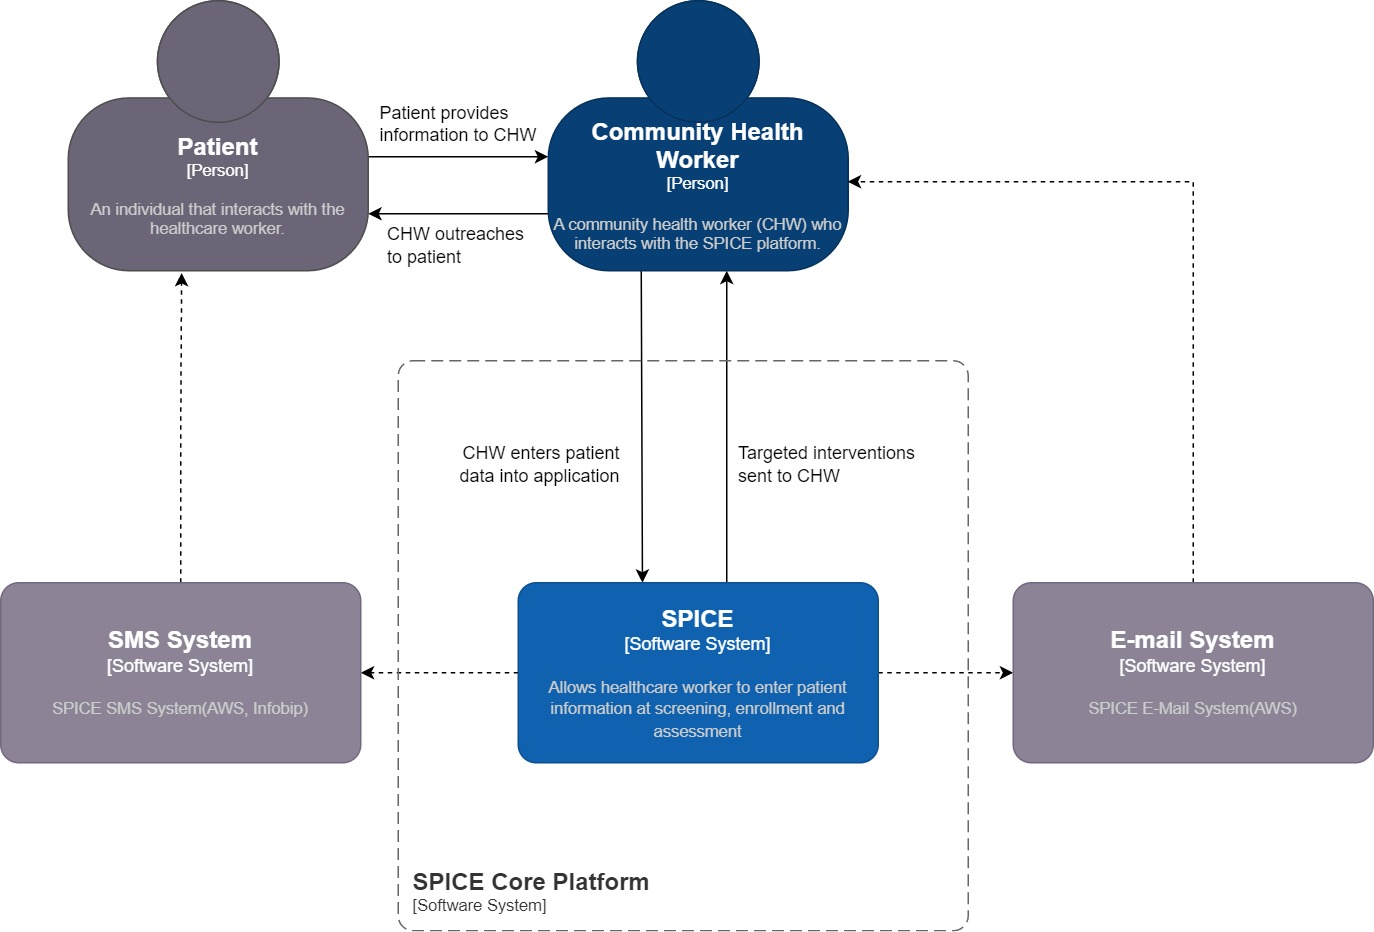 Patient
[Person]
An individual that interacts with the
healthcare worker.
Patient provides
information to CHW
CHW outreaches
to patient
Community Health
Worker
[Person]
A community health worker (CHW) who
interacts with the SPICE platform.
CHW enters patient
data into application
Targeted interventions
sent to CHW
SMS System
[Software System]
SPICE SMS System(AWS, Infobip)
SPICE
[Software System]
Allows healthcare worker to enter patient
information at screening, enrollment and
assessment
E-mail System
[Software System]
SPICE E-Mail System(AWS)
SPICE Core Platform
[Software System]